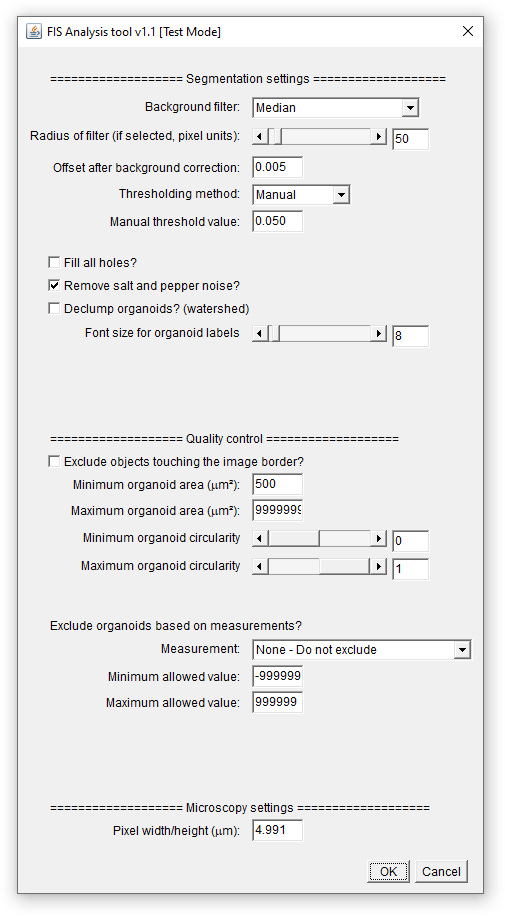 FIS Analysis tool v1.1 [Test Mode]
=================== Segmentation settings ===================
Background filter: Median
Radius of filter (if selected, pixel units): 50
Offset after background correction: 0.005
Thresholding method: Manual
Manual threshold value: 0.050
Fill all holes?
Remove salt and pepper noise?
Declump organoids? (watershed)
Font size for organoid labels 8
=================== Quality control ===================
Exclude objects touching the image border?
Minimum organoid area (µm²): 500
Maximum organoid area (µm²): 9999999
Minimum organoid circularity 0
Maximum organoid circularity 1
Exclude organoids based on measurements?
Measurement: None - Do not exclude
Minimum allowed value: -999999
Maximum allowed value: 999999
=================== Microscopy settings ===================
Pixel width/height (µm): 4.991
OK Cancel